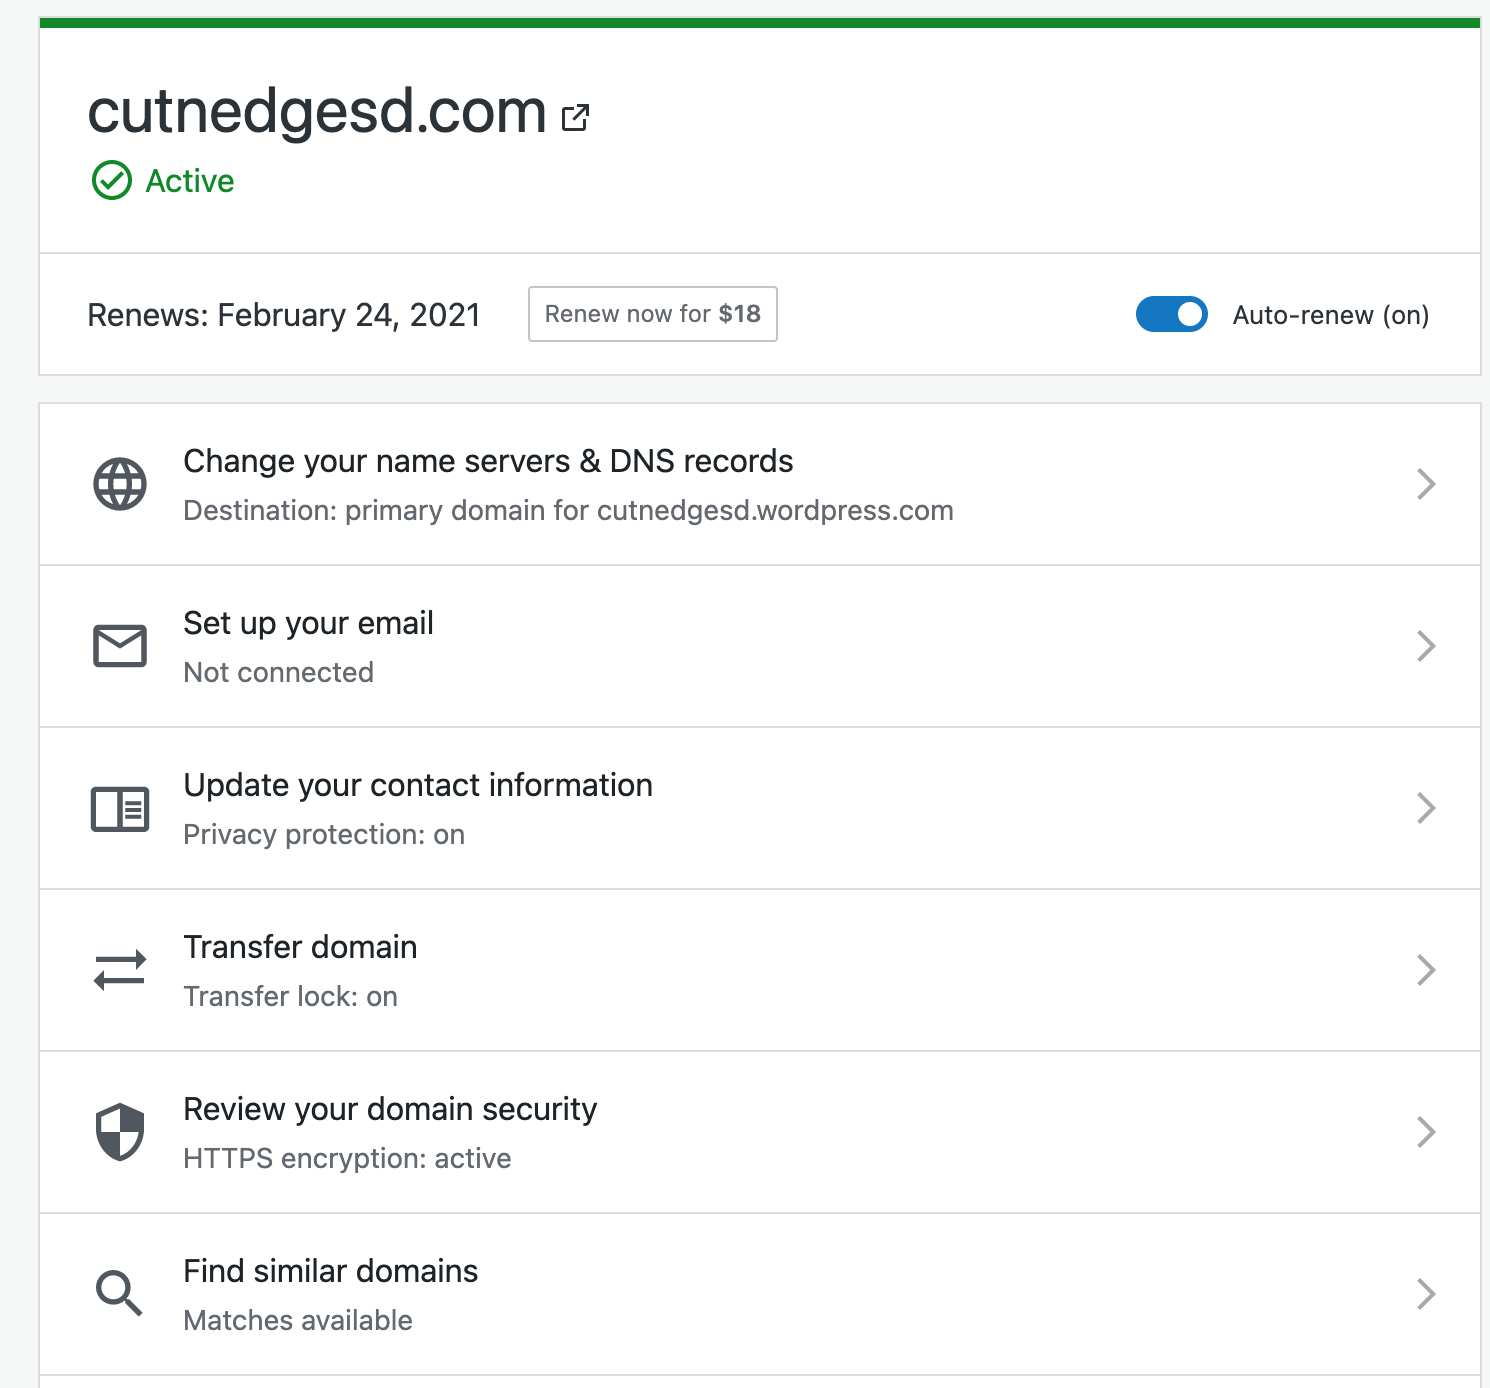 cutnedgesd.com
Active
Renews: February 24, 2021
Renew now for $18
Auto-renew (on)
Change your name servers & DNS records
Destination: primary domain for cutnedgesd.wordpress.com
Set up your email
Not connected
Update your contact information
Privacy protection: on
Transfer domain
Transfer lock: on
Review your domain security
HTTPS encryption: active
Find similar domains
Matches available